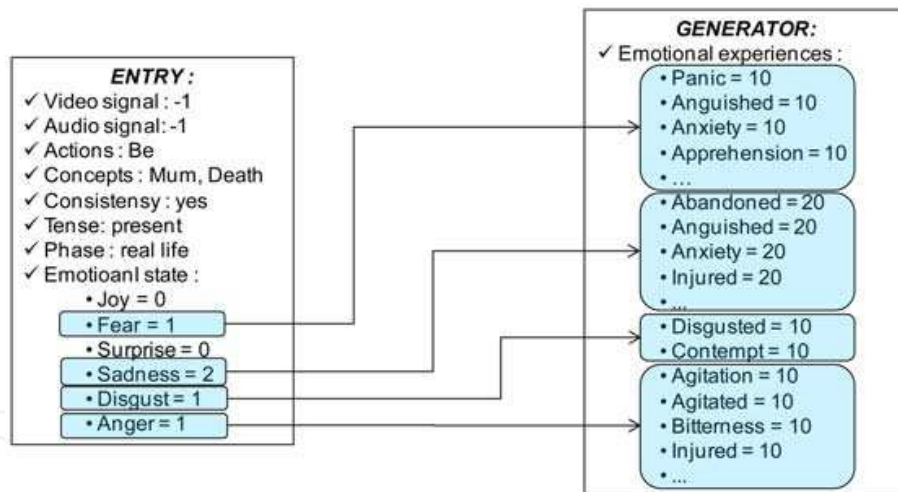 ENTRY :
✓ Video signal : -1
✓ Audio signal: -1
✓ Actions : Be
✓ Concepts : Mum, Death
✓ Consistensy : yes
✓ Tense: present
✓ Phase : real life
✓ Emotioanl state :
• Joy = 0
• Fear = 1
• Surprise = 0
• Sadness = 2
• Disgust = 1
• Anger = 1
GENERATOR:
✓ Emotional experiences :
• Panic = 10
• Anguished = 10
• Anxiety = 10
• Apprehension = 10
• ...
• Abandoned = 20
• Anguished = 20
• Anxiety = 20
• Injured = 20
• ...
• Disgusted = 10
• Contempt = 10
• Agitation = 10
• Agitated = 10
• Bitterness = 10
• Injured = 10
• ...